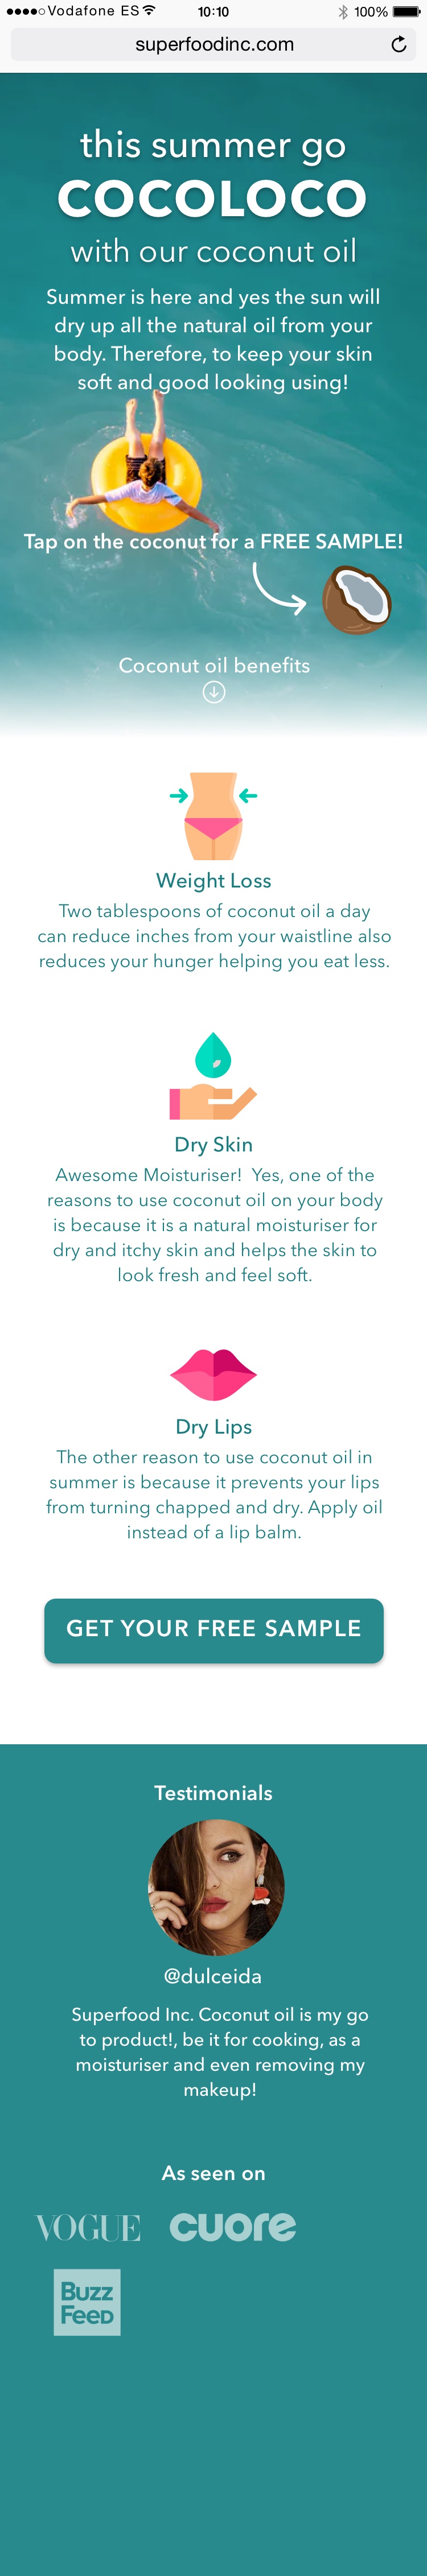 Vodafone ES 10:10 100%
superfoodinc.com
this summer go
COCOLOCO
with our coconut oil
Summer is here and yes the sun will
dry up all the natural oil from your
body. Therefore, to keep your skin
soft and good looking using!
Tap on the coconut for a FREE SAMPLE!
Coconut oil benefits
Weight Loss
Two tablespoons of coconut oil a day
can reduce inches from your waistline also
reduces your hunger helping you eat less.
Dry Skin
Awesome Moisturiser!  Yes, one of the
reasons to use coconut oil on your body
is because it is a natural moisturiser for
dry and itchy skin and helps the skin to
look fresh and feel soft.
Dry Lips
The other reason to use coconut oil in
summer is because it prevents your lips
from turning chapped and dry. Apply oil
instead of a lip balm.
GET YOUR FREE SAMPLE
Testimonials
@dulceida
Superfood Inc. Coconut oil is my go
to product!, be it for cooking, as a
moisturiser and even removing my
makeup!
As seen on
VOGUE cuore
Buzz
FeeD